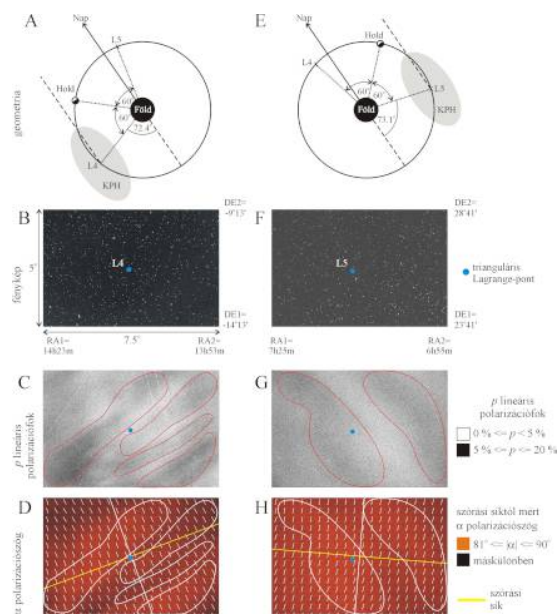 A
Nap
L5
Hold
60°
60°
Föld
72.4°
L4
KPH
E
Nap
Hold
L4
60°
60°
L5
Föld
KPH
73.1°
geometria
B
DE2=
-9°13'
L4
5°
fénykép
DE1=
-14°13'
RA1=
14h23m
7.5°
RA2=
13h53m
F
DE2=
28°41'
L5
DE1=
23°41'
RA1=
7h25m
RA2=
6h55m
trianguláris
Lagrange-pont
C
p lineáris
polarizációfok
G
p lineáris
polarizációfok
0 % <= p < 5 %
5 % <= p <= 20 %
D
α polarizációszög
H
szórási síktól mert
α polarizációszög
81° <= |α| <= 90°
máskülönben
szórási
sík